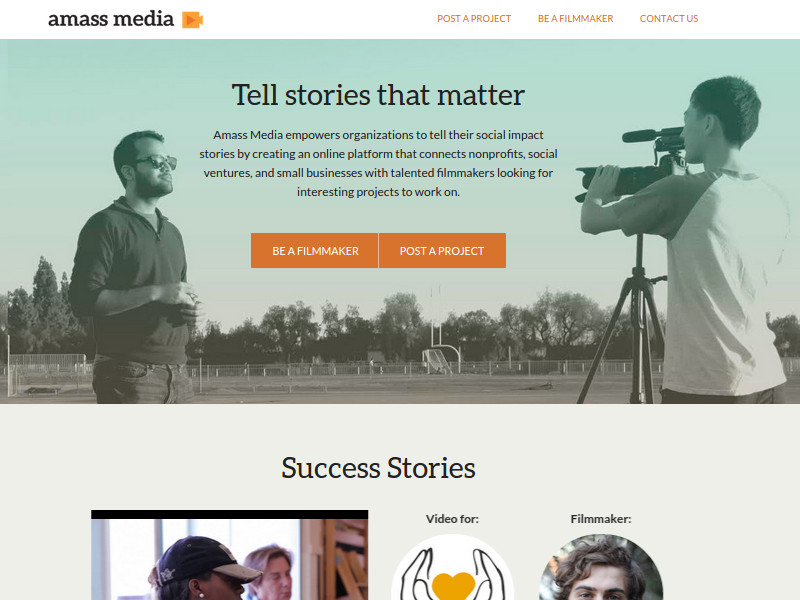 amass media
POST A PROJECT
BE A FILMMAKER
CONTACT US
Tell stories that matter
Amass Media empowers organizations to tell their social impact
stories by creating an online platform that connects nonprofits, social
ventures, and small businesses with talented filmmakers looking for
interesting projects to work on.
BE A FILMMAKER
POST A PROJECT
Success Stories
Video for:
Filmmaker: